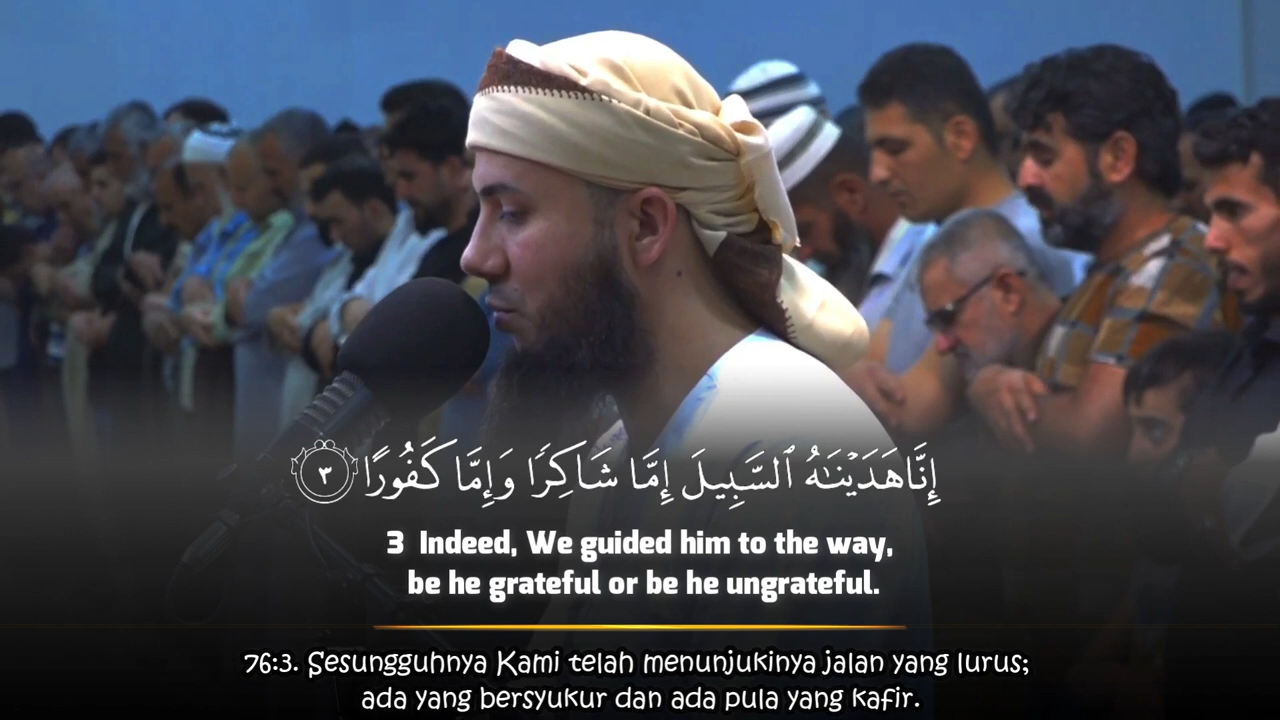 إِنَّا هَدَيْنَـٰهُ ٱلسَّبِيلَ إِمَّا شَاكِرًا وَإِمَّا كَفُورًا ٣
3 Indeed, We guided him to the way,
be he grateful or be he ungrateful.
76:3. Sesungguhnya Kami telah menunjukinya jalan yang lurus;
ada yang bersyukur dan ada pula yang kafir.